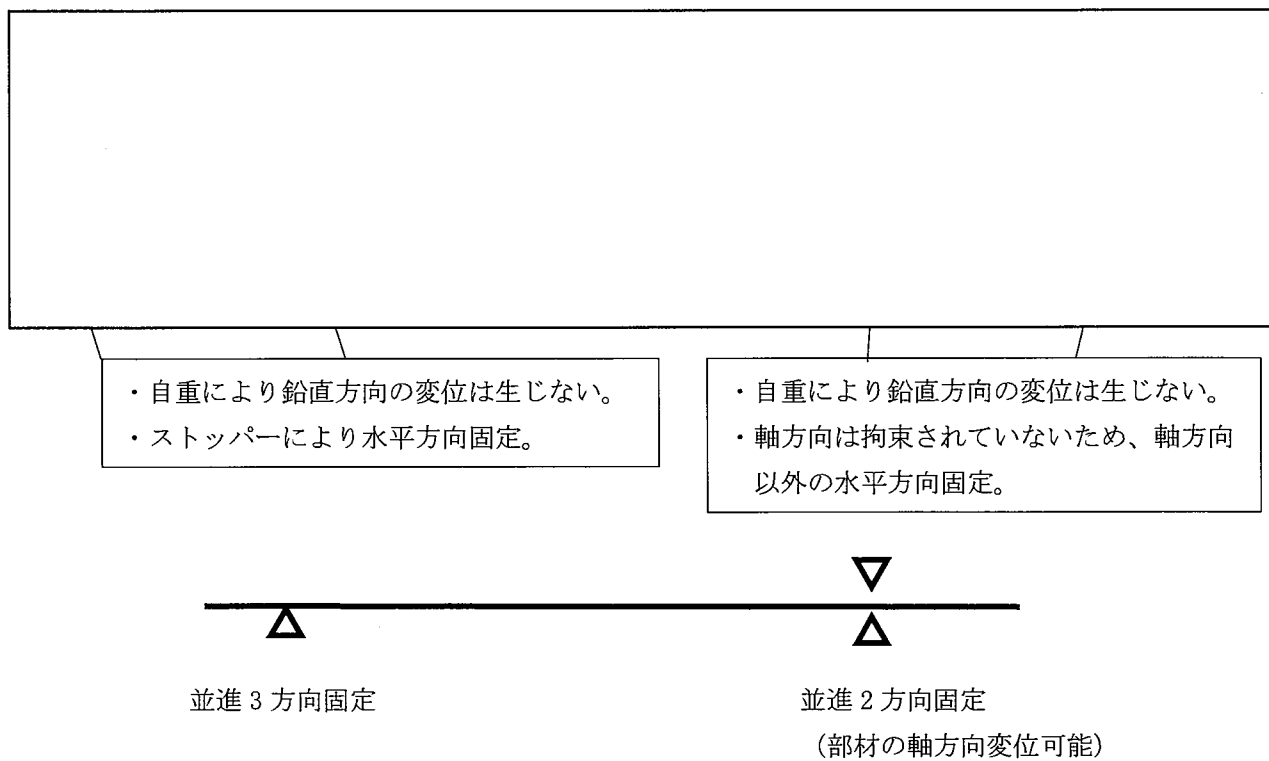 ・自重により鉛直方向の変位は生じない。
・ストッパーにより水平方向固定。
・自重により鉛直方向の変位は生じない。
・軸方向は拘束されていないため、軸方向
以外の水平方向固定。
並進3方向固定
並進2方向固定
(部材の軸方向変位可能)